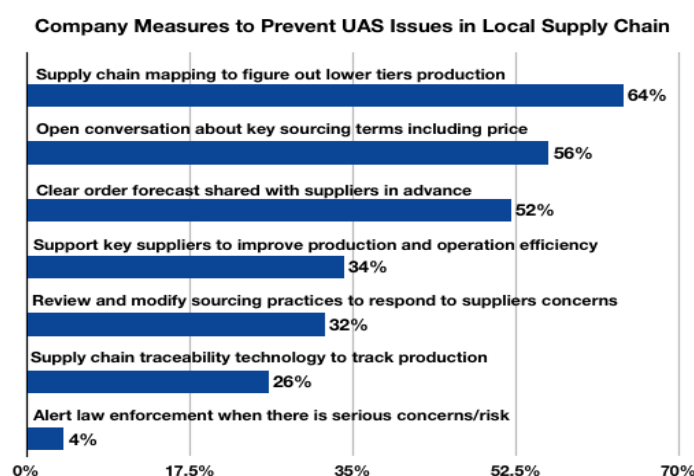 Company Measures to Prevent UAS Issues in Local Supply Chain
Supply chain mapping to figure out lower tiers production
64%
Open conversation about key sourcing terms including price
56%
Clear order forecast shared with suppliers in advance
52%
Support key suppliers to improve production and operation efficiency
34%
Review and modify sourcing practices to respond to suppliers concerns
32%
Supply chain traceability technology to track production
26%
Alert law enforcement when there is serious concerns/risk
4%
0% 17.5% 35% 52.5% 70%